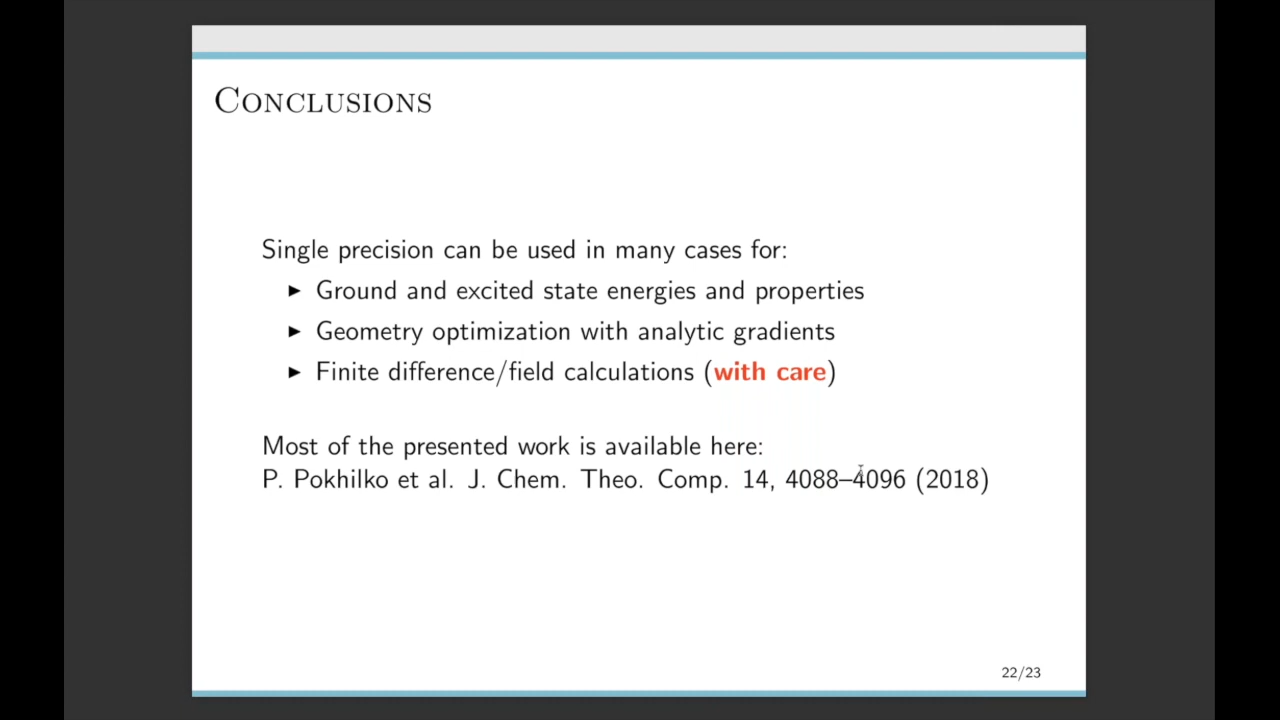 CONCLUSIONS
Single precision can be used in many cases for:
▶ Ground and excited state energies and properties
▶ Geometry optimization with analytic gradients
▶ Finite difference/field calculations (with care)
Most of the presented work is available here:
P. Pokhilko et al. J. Chem. Theo. Comp. 14, 4088–4096 (2018)
22/23